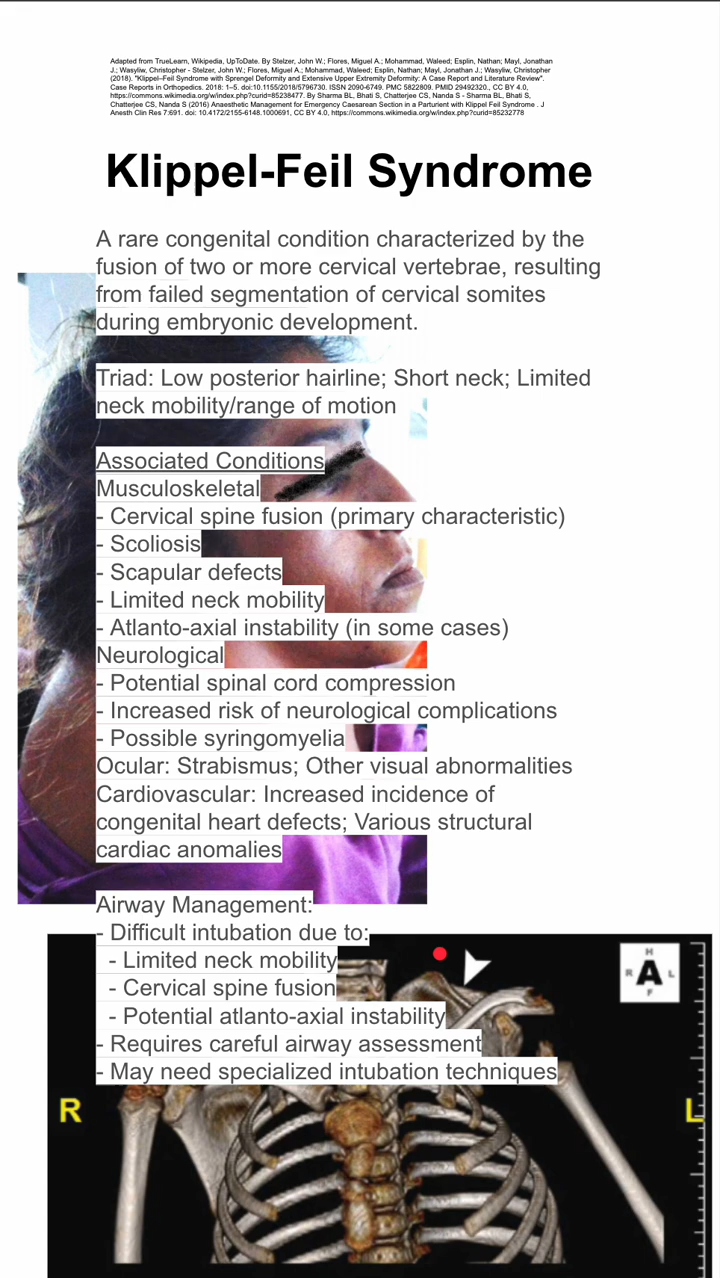 Adapted from TrueLearn, Wikipedia, UpToDate. By Stelzer, John W.; Flores, Miguel A.; Mohammad, Waleed; Esplin, Nathan; Mayl, Jonathan
J.; Wasyliw, Christopher - Stelzer, John W.; Flores, Miguel A.; Mohammad, Waleed; Esplin, Nathan; Mayl, Jonathan J.; Wasyliw, Christopher
(2018). "Klippel–Feil Syndrome with Sprengel Deformity and Extensive Upper Extremity Deformity: A Case Report and Literature Review".
Case Reports in Orthopedics. 2018: 1–5. doi:10.1155/2018/5796730. ISSN 2090-6749. PMC 5822809. PMID 29492320., CC BY 4.0,
https://commons.wikimedia.org/w/index.php?curid=85238477. By Sharma BL, Bhati S, Chatterjee CS, Nanda S - Sharma BL, Bhati S,
Chatterjee CS, Nanda S (2016) Anaesthetic Management for Emergency Caesarean Section in a Parturient with Klippel Feil Syndrome . J
Anesth Clin Res 7:691. doi: 10.4172/2155-6148.1000691, CC BY 4.0, https://commons.wikimedia.org/w/index.php?curid=85232778
Klippel-Feil Syndrome
A rare congenital condition characterized by the
fusion of two or more cervical vertebrae, resulting
from failed segmentation of cervical somites
during embryonic development.
Triad: Low posterior hairline; Short neck; Limited
neck mobility/range of motion
Associated Conditions
Musculoskeletal
- Cervical spine fusion (primary characteristic)
- Scoliosis
- Scapular defects
- Limited neck mobility
- Atlanto-axial instability (in some cases)
Neurological
- Potential spinal cord compression
- Increased risk of neurological complications
- Possible syringomyelia
Ocular: Strabismus; Other visual abnormalities
Cardiovascular: Increased incidence of
congenital heart defects; Various structural
cardiac anomalies
Airway Management:
- Difficult intubation due to:
- Limited neck mobility
- Cervical spine fusion
- Potential atlanto-axial instability
- Requires careful airway assessment
- May need specialized intubation techniques
H
R A L
F
R
L